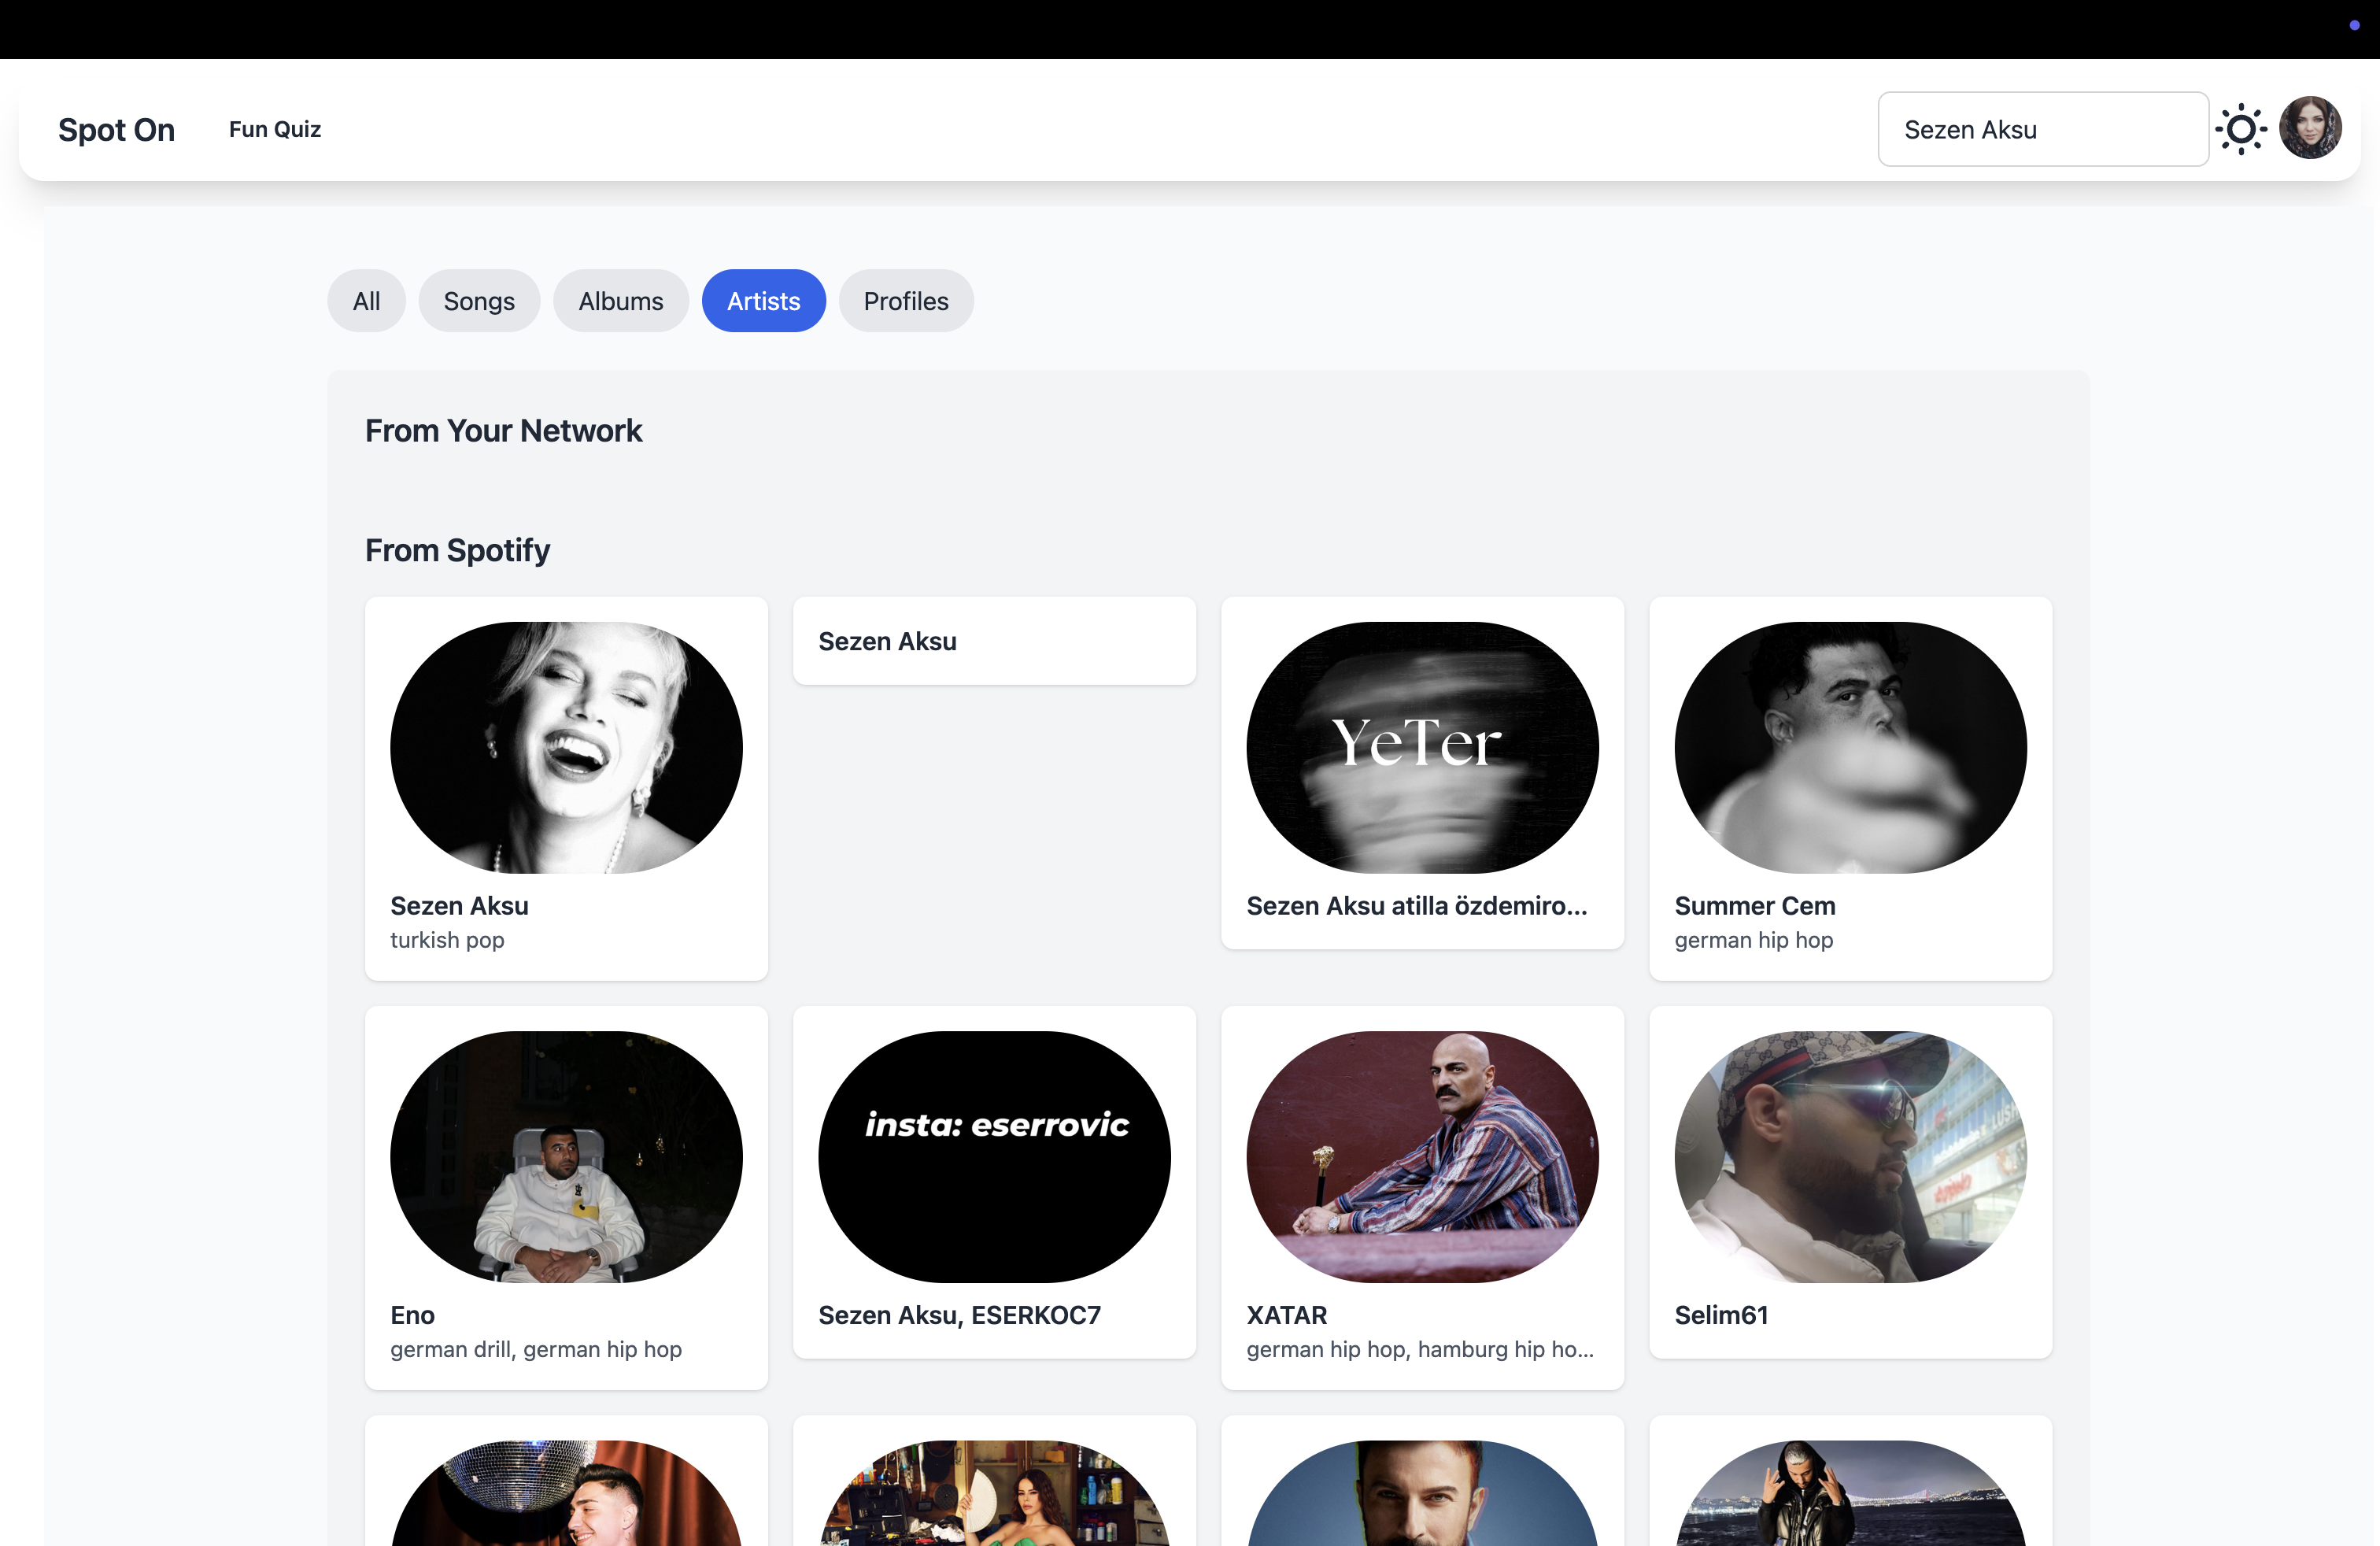 Spot On
Fun Quiz
Sezen Aksu
All
Songs
Albums
Artists
Profiles
From Your Network
From Spotify
Sezen Aksu
turkish pop
Sezen Aksu
YeTer
Sezen Aksu atilla özdemiro...
Summer Cem
german hip hop
Eno
german drill, german hip hop
insta: eserrovic
Sezen Aksu, ESERKOC7
XATAR
german hip hop, hamburg hip ho...
Selim61